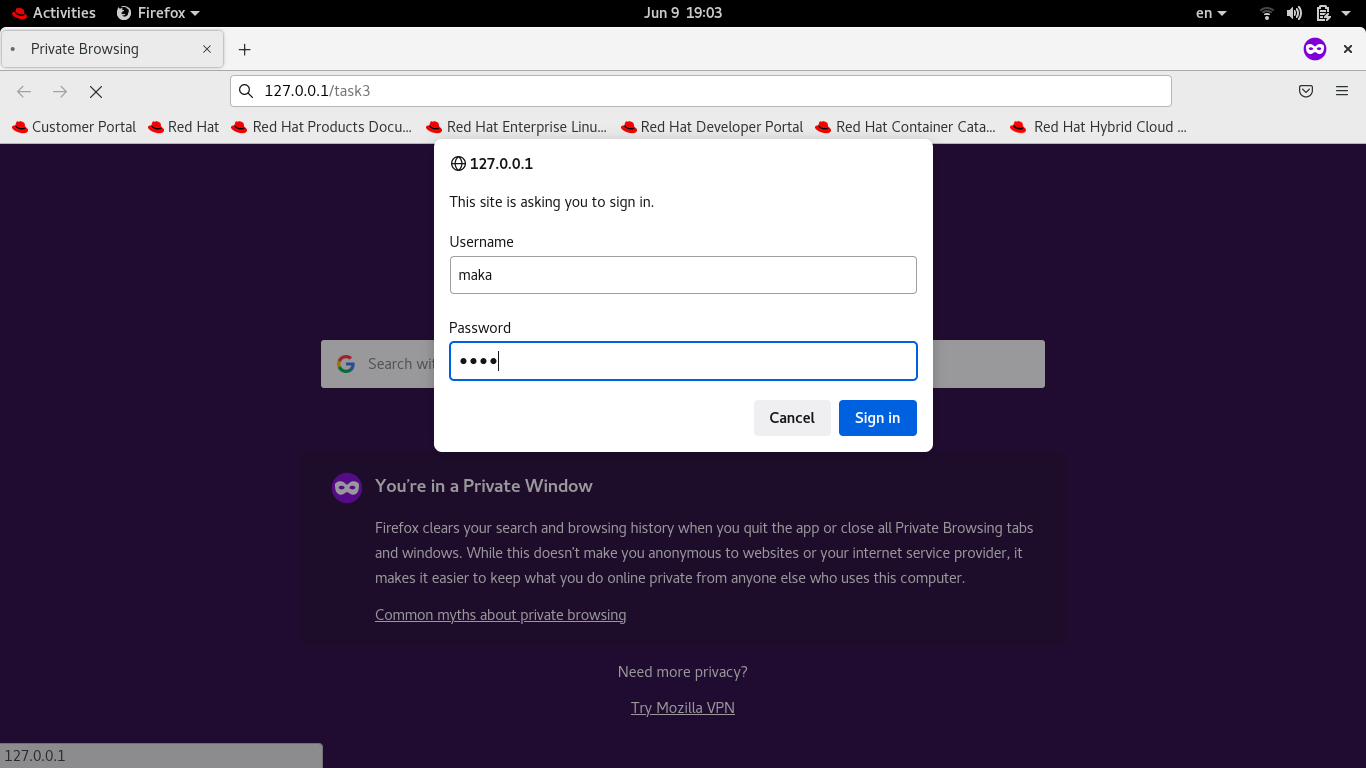 Activities Firefox Jun 9 19:03 en
Private Browsing
127.0.0.1/task3
Customer Portal Red Hat Red Hat Products Docu... Red Hat Enterprise Linu... Red Hat Developer Portal Red Hat Container Cata... Red Hat Hybrid Cloud ...
127.0.0.1
This site is asking you to sign in.
Username
maka
Password
••••
Search wit
Cancel Sign in
You're in a Private Window
Firefox clears your search and browsing history when you quit the app or close all Private Browsing tabs
and windows. While this doesn't make you anonymous to websites or your internet service provider, it
makes it easier to keep what you do online private from anyone else who uses this computer.
Common myths about private browsing
Need more privacy?
Try Mozilla VPN
127.0.0.1